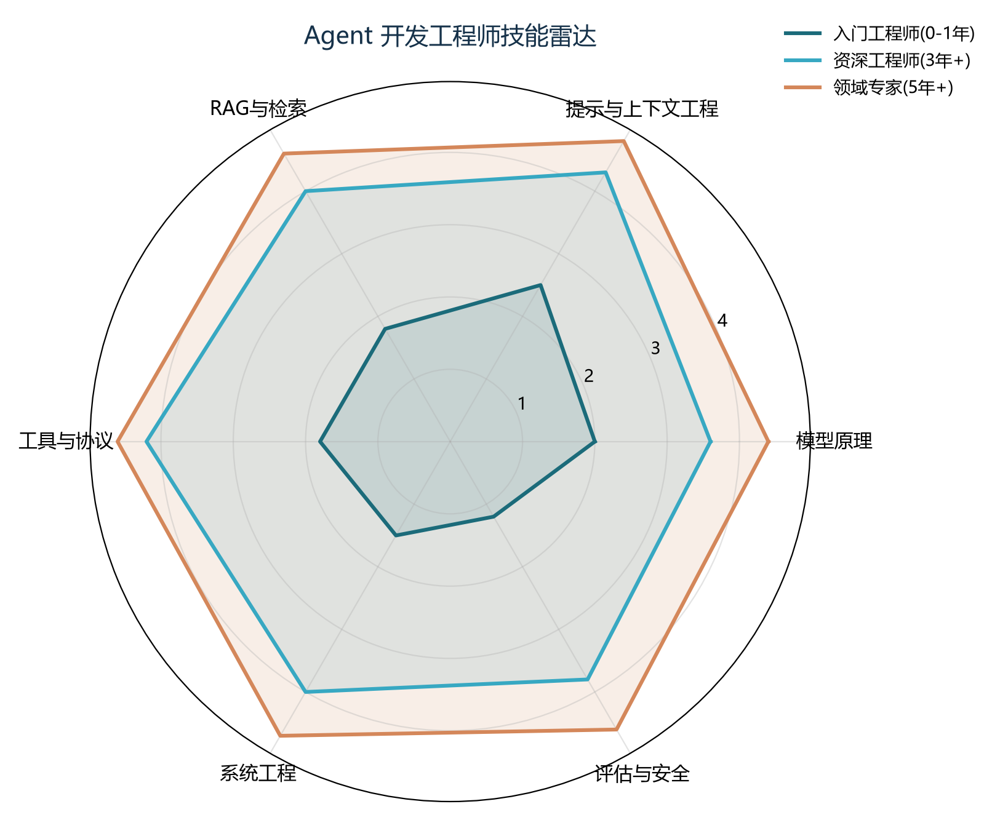 Agent 开发工程师技能雷达
入门工程师(0-1年)
资深工程师(3年+)
领域专家(5年+)
RAG与检索
提示与上下文工程
4
3
2
1
工具与协议
模型原理
系统工程
评估与安全